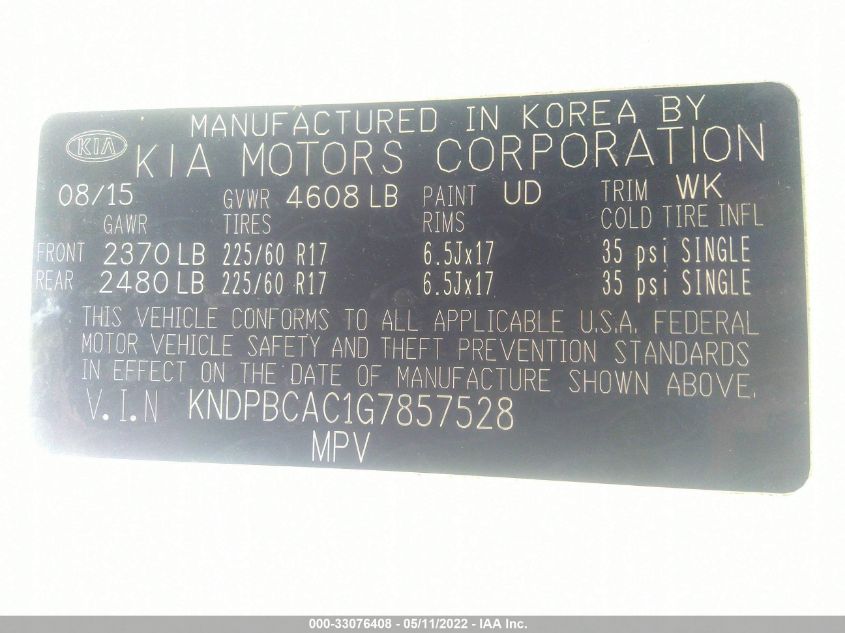 MANUFACTURED IN KOREA BY
KIA KIA MOTORS CORPORATION
08/15 GVWR 4608 LB PAINT UD TRIM WK
GAWR TIRES RIMS COLD TIRE INFL
FRONT 2370 LB 225/60 R17 6.5Jx17 35 psi SINGLE
REAR 2480 LB 225/60 R17 6.5Jx17 35 psi SINGLE
THIS VEHICLE CONFORMS TO ALL APPLICABLE U.S.A. FEDERAL
MOTOR VEHICLE SAFETY AND THEFT PREVENTION STANDARDS
IN EFFECT ON THE DATE OF MANUFACTURE SHOWN ABOVE.
V.I.N KNDPBCAC1G7857528
MPV
000-33076408 - 05/11/2022 - IAA Inc.